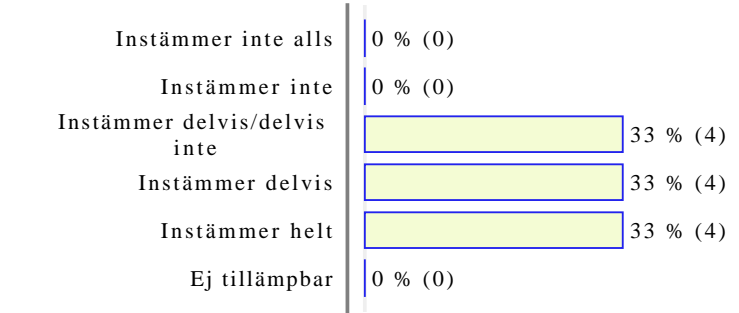 Instämmer inte alls 0 % (0)
Instämmer inte 0 % (0)
Instämmer delvis/delvis
inte 33 % (4)
Instämmer delvis 33 % (4)
Instämmer helt 33 % (4)
Ej tillämpbar 0 % (0)